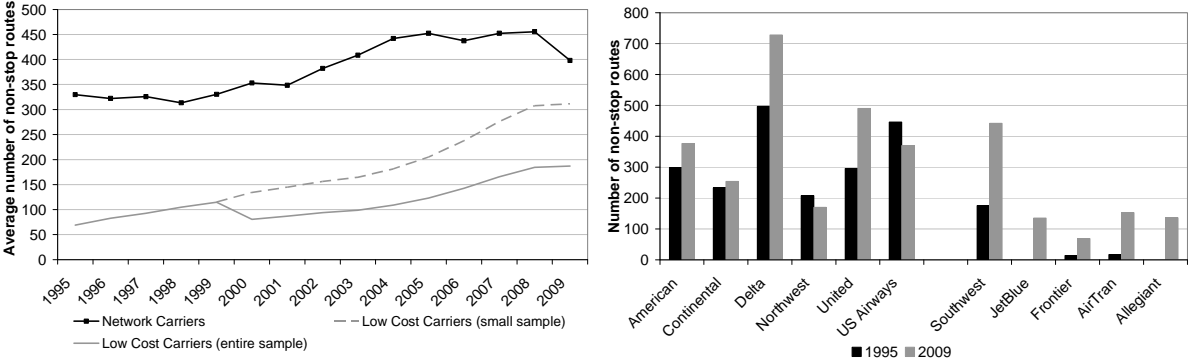 Average number of non-stop routes
500
450
400
350
300
250
200
150
100
50
0
1995
1996
1997
1998
1999
2000
2001
2002
2003
2004
2005
2006
2007
2008
2009
Network Carriers
Low Cost Carriers (small sample)
Low Cost Carriers (entire sample)
Number of non-stop routes
800
700
600
500
400
300
200
100
0
American
Continental
Delta
Northwest
United
US Airways
Southwest
JetBlue
Frontier
AirTran
Allegiant
1995 2009